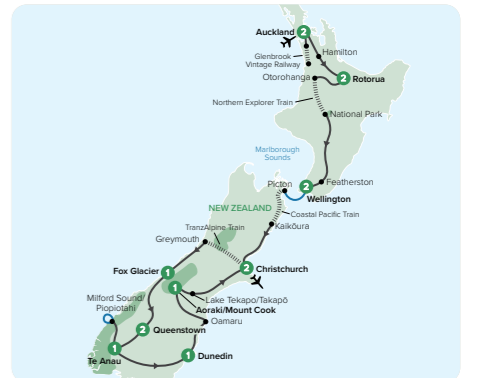 Auckland 2
Hamilton
Glenbrook
Vintage Railway
Otorohanga
2 Rotorua
Northern Explorer Train
National Park
Marlborough
Sounds
Picton
2
Featherston
Wellington
NEW ZEALAND
Coastal Pacific Train
TranzAlpine Train
Kaikōura
Greymouth
Fox Glacier 1
2 Christchurch
1
Lake Tekapo/Takapō
Aoraki/Mount Cook
Milford Sound/
Piopiotahi
Oamaru
2 Queenstown
1
Te Anau
1 Dunedin